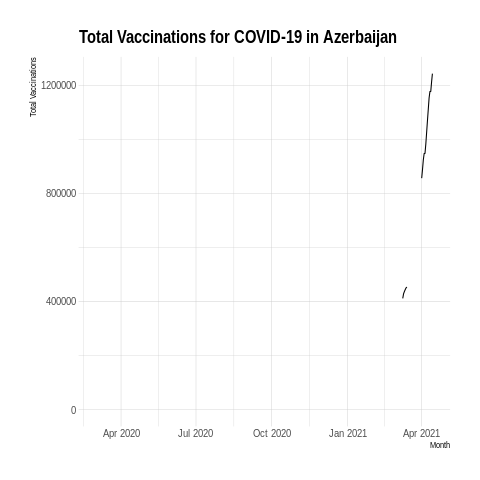 Total Vaccinations for COVID-19 in Azerbaijan
Total Vaccinations
1200000
800000
400000
0
Apr 2020 Jul 2020 Oct 2020 Jan 2021 Apr 2021
Month